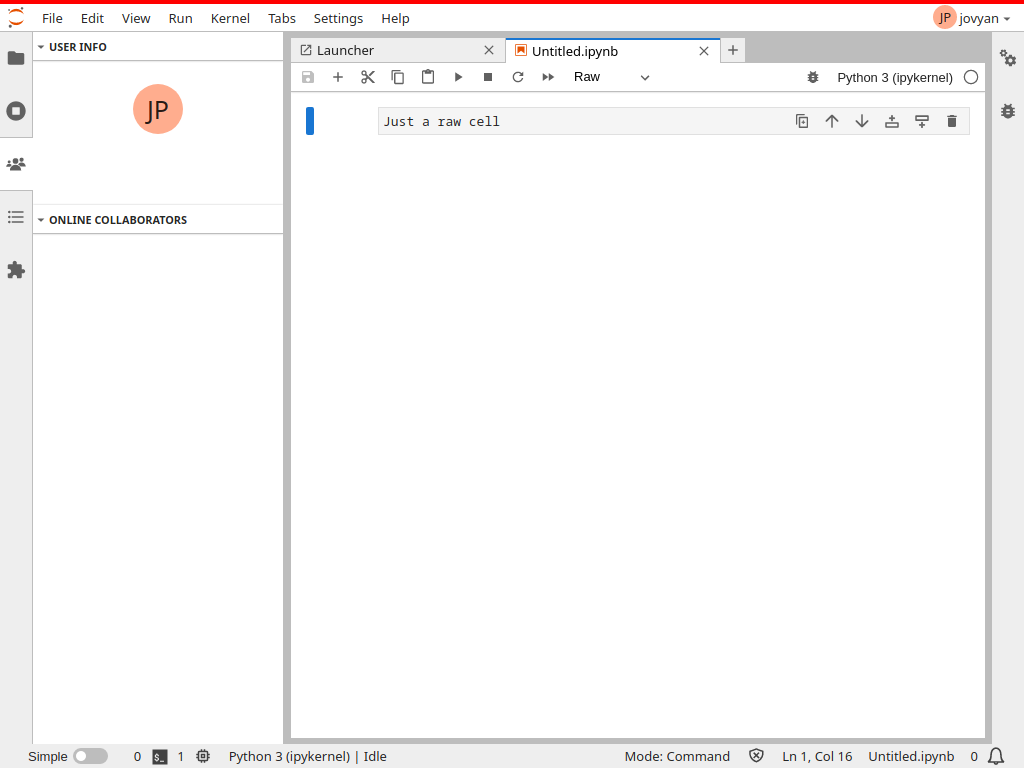 File Edit View Run Kernel Tabs Settings Help JP jovyan
USER INFO
JP
ONLINE COLLABORATORS
Launcher Untitled.ipynb
Raw Python 3 (ipykernel)
Just a raw cell
Simple 0 $_ 1 Python 3 (ipykernel) | Idle Mode: Command Ln 1, Col 16 Untitled.ipynb 0